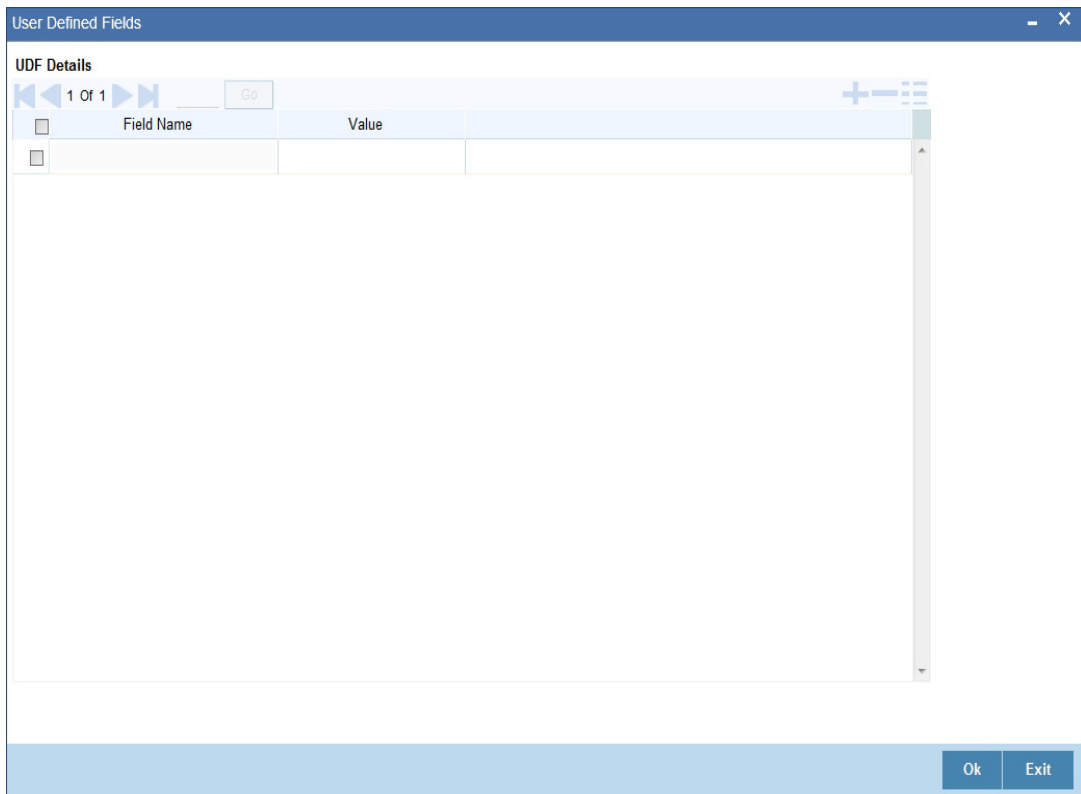 User Defined Fields
UDF Details
1 Of 1
Go
Field Name Value
Ok Exit